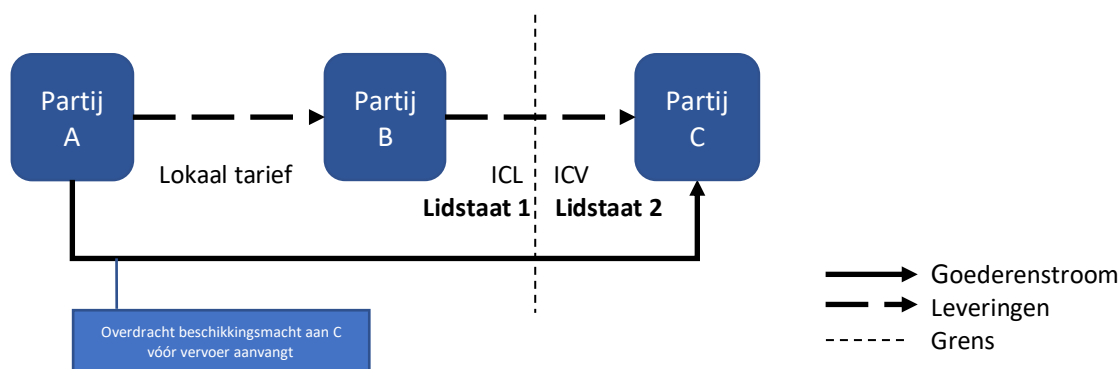 Partij
A
Partij
B
Partij
C
Lokaal tarief
ICL
ICV
Lidstaat 1
Lidstaat 2
Overdracht beschikkingsmacht aan C
vóór vervoer aanvangt
Goederenstroom
Leveringen
Grens